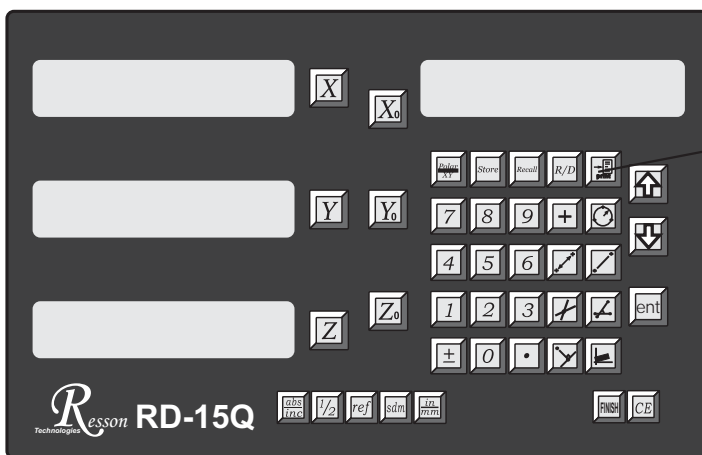 X
X0
Polar
XY
Store
Recall
R/D
Y
Y0
7
8
9
+
4
5
6
Z
Z0
1
2
3
ent
±
0
•
Resson
Technologies
RD-15Q
abs
inc
1/2
ref
sdm
in
mm
FINISH
CE